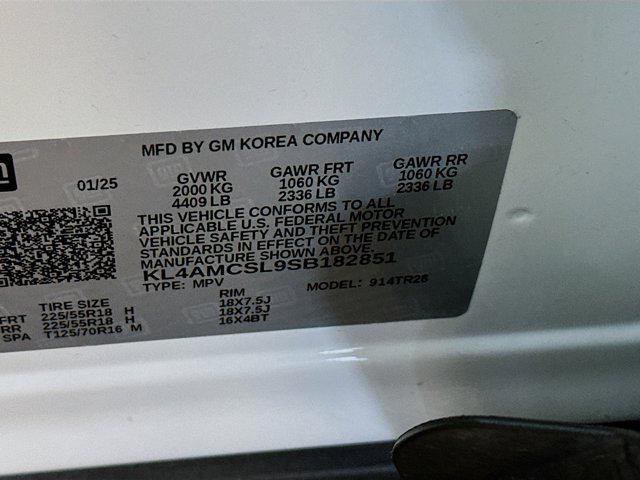 MFD BY GM KOREA COMPANY
01/25
GVWR GAWR FRT GAWR RR
2000 KG 1060 KG 1060 KG
4409 LB 2336 LB 2336 LB
THIS VEHICLE CONFORMS TO ALL
APPLICABLE U.S. FEDERAL MOTOR
VEHICLE SAFETY AND THEFT PREVENTION
STANDARDS IN EFFECT ON THE DATE OF
MANUFACTURE SHOWN ABOVE.
KL4AMCSL9SB182851
TYPE: MPV MODEL: 914TR26
TIRE SIZE RIM
FRT 225/55R18 H 18X7.5J
RR 225/55R18 H 18X7.5J
SPA T125/70R16 M 16X4BT